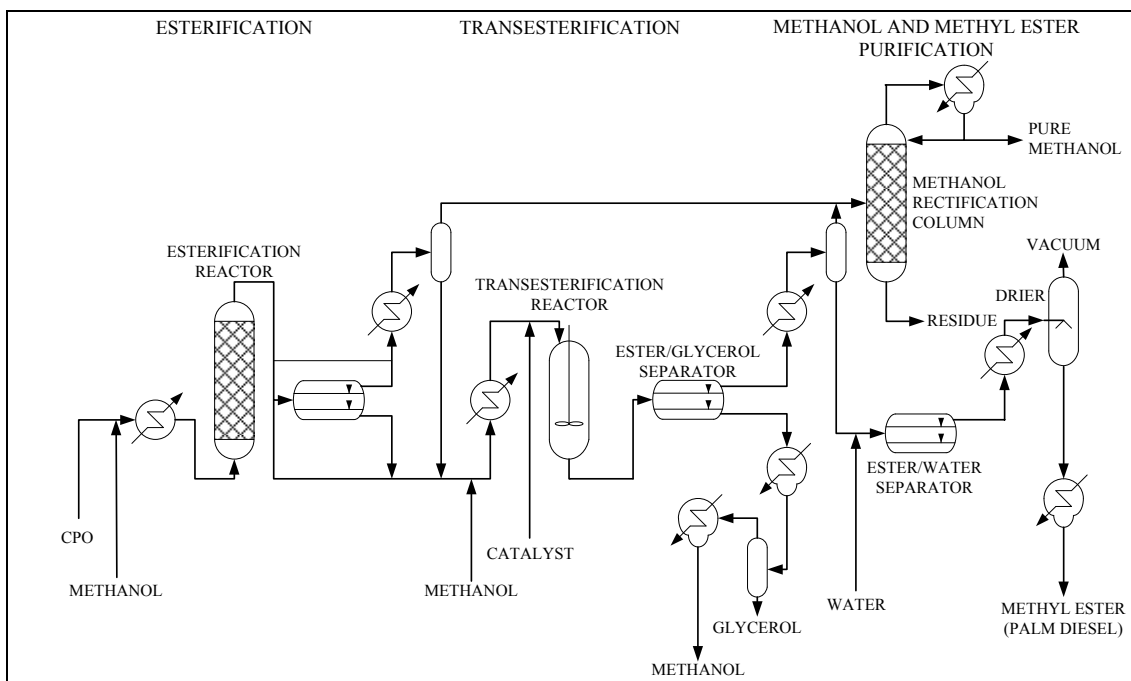 ESTERIFICATION
TRANSESTERIFICATION
METHANOL AND METHYL ESTER
PURIFICATION
PURE
METHANOL
METHANOL
RECTIFICATION
COLUMN
VACUUM
ESTERIFICATION
REACTOR
TRANSESTERIFICATION
REACTOR
DRIER
RESIDUE
ESTER/GLYCEROL
SEPARATOR
ESTER/WATER
SEPARATOR
CPO
METHANOL
CATALYST
METHANOL
GLYCEROL
METHANOL
WATER
METHYL ESTER
(PALM DIESEL)